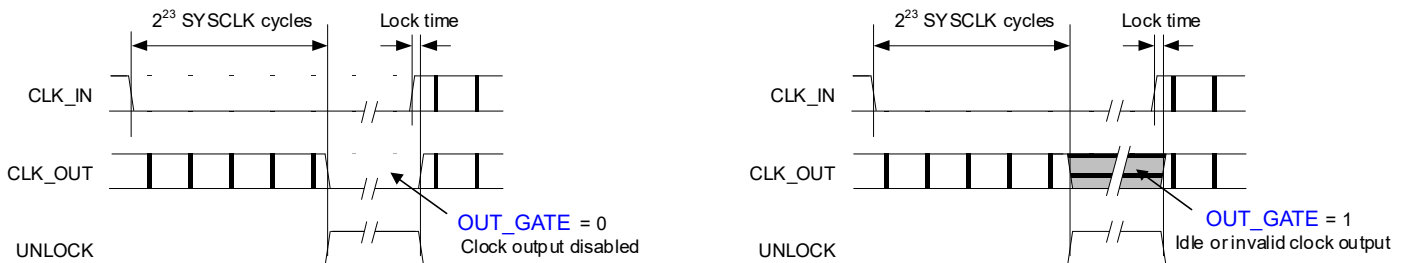 2²³ SYSCLK cycles
Lock time
CLK_IN
CLK_OUT
OUT_GATE = 0
Clock output disabled
UNLOCK
2²³ SYSCLK cycles
Lock time
CLK_IN
CLK_OUT
OUT_GATE = 1
Idle or invalid clock output
UNLOCK